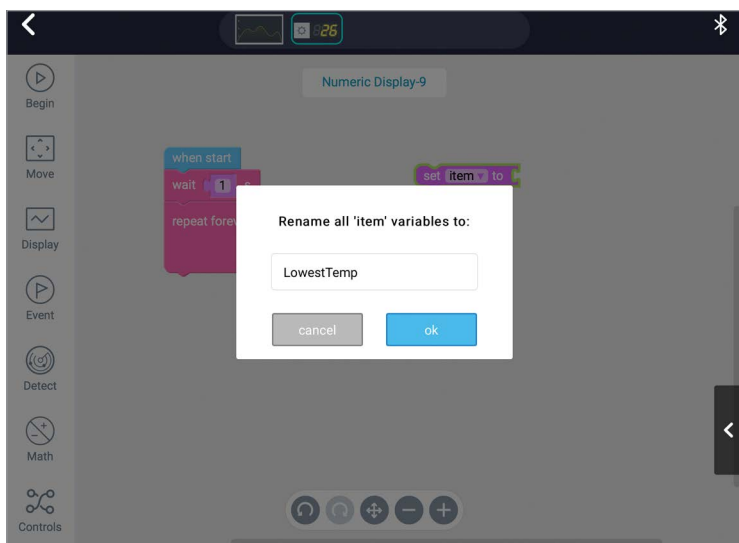 826
Numeric Display-9
Begin
Move
Display
Event
Detect
Math
Controls
when start
wait 1 s
repeat forev
set item to
Rename all 'item' variables to:
LowestTemp
cancel
ok